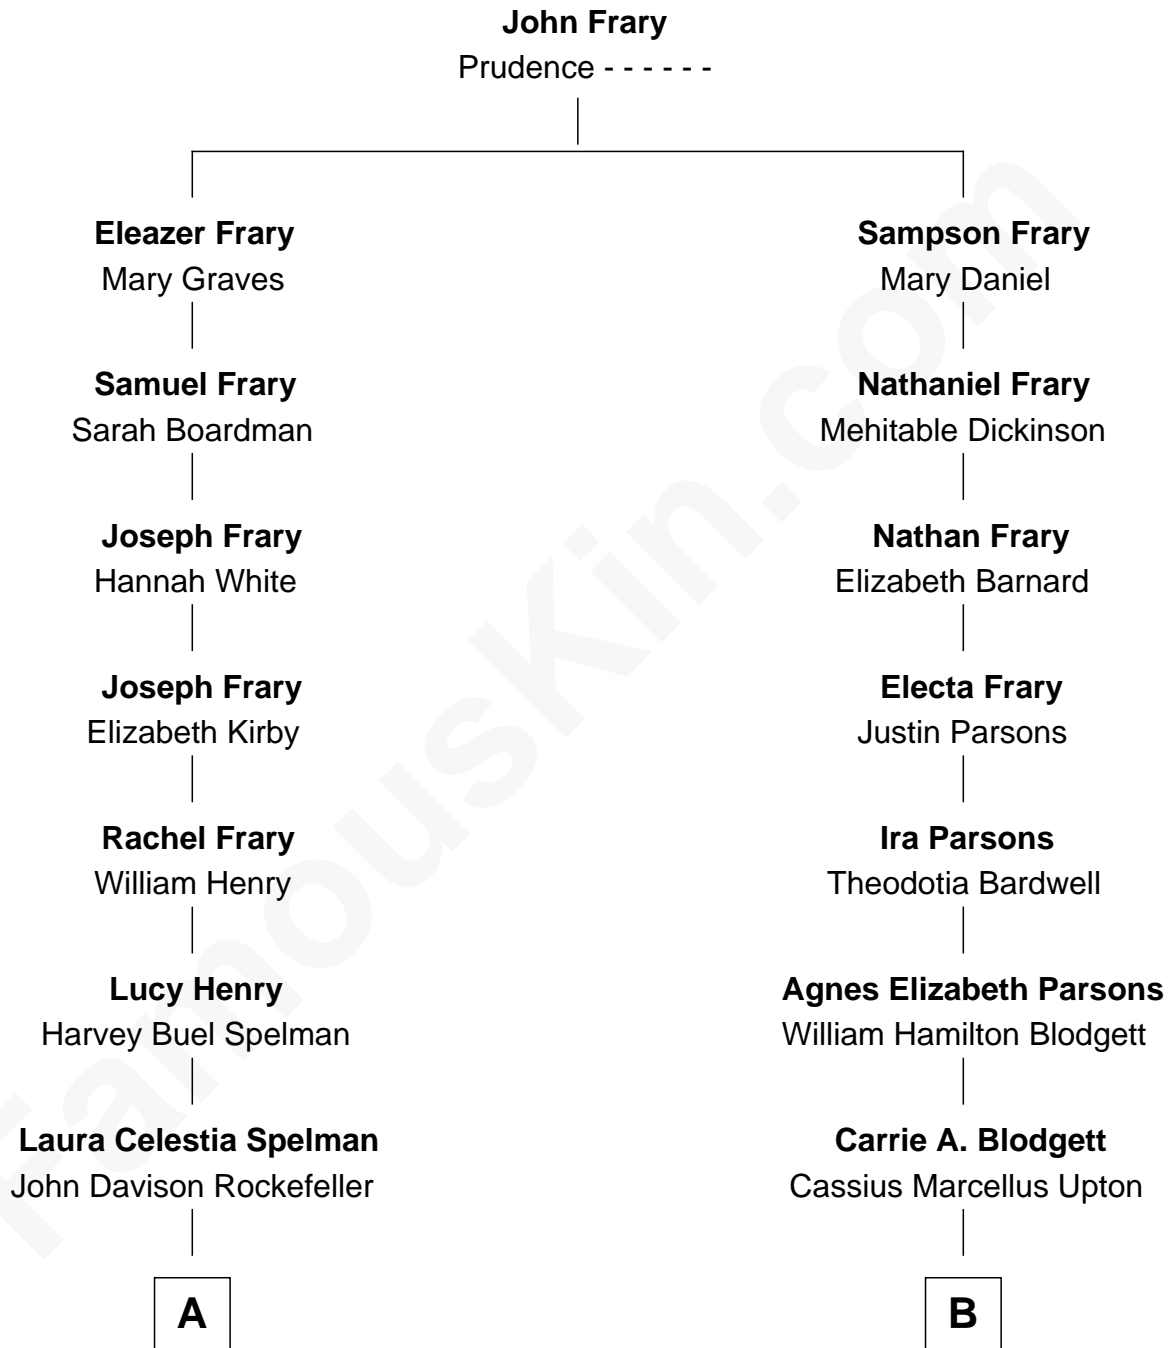 John Frary
Prudence - - - - - -
Eleazer Frary
Mary Graves
Samuel Frary
Sarah Boardman
Joseph Frary
Hannah White
Joseph Frary
Elizabeth Kirby
Rachel Frary
William Henry
Lucy Henry
Harvey Buel Spelman
Laura Celestia Spelman
John Davison Rockefeller
A
Sampson Frary
Mary Daniel
Nathaniel Frary
Mehitable Dickinson
Nathan Frary
Elizabeth Barnard
Electa Frary
Justin Parsons
Ira Parsons
Theodotia Bardwell
Agnes Elizabeth Parsons
William Hamilton Blodgett
Carrie A. Blodgett
Cassius Marcellus Upton
B
FamousKin.com